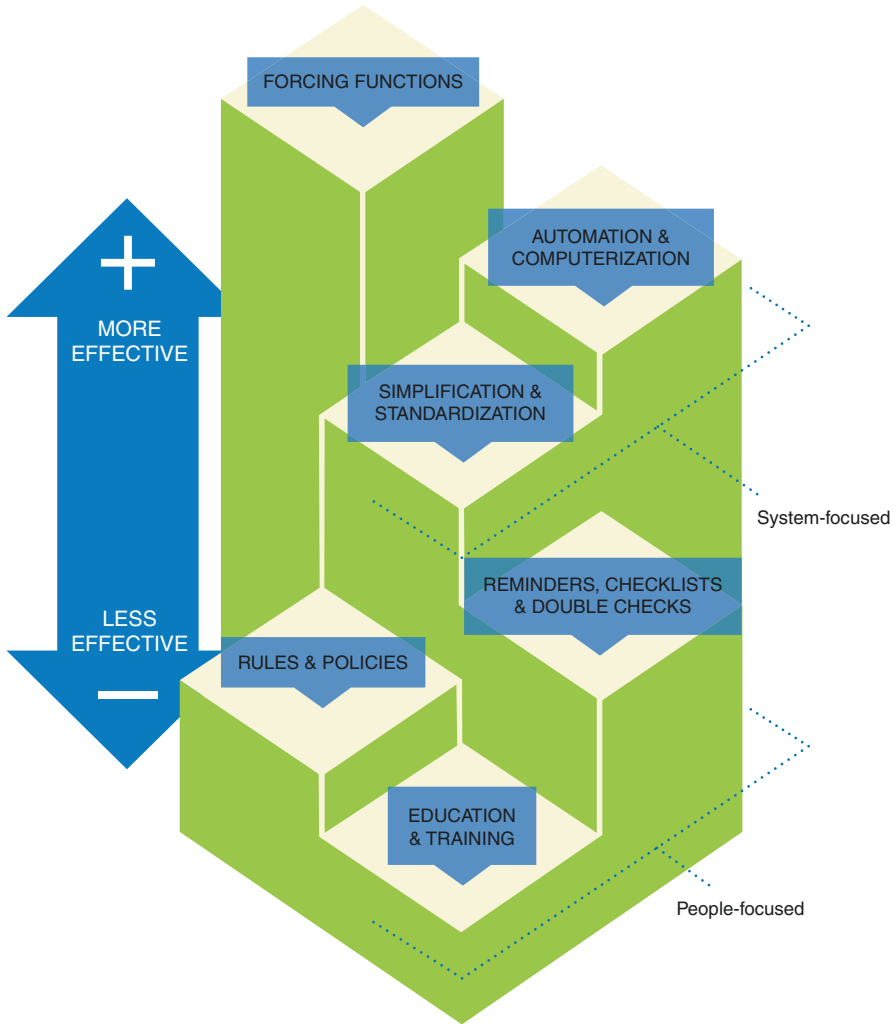 FORCING FUNCTIONS
AUTOMATION &
COMPUTERIZATION
+
MORE
EFFECTIVE
SIMPLIFICATION &
STANDARDIZATION
System-focused
REMINDERS, CHECKLISTS
& DOUBLE CHECKS
LESS
EFFECTIVE
RULES & POLICIES
−
EDUCATION
& TRAINING
People-focused